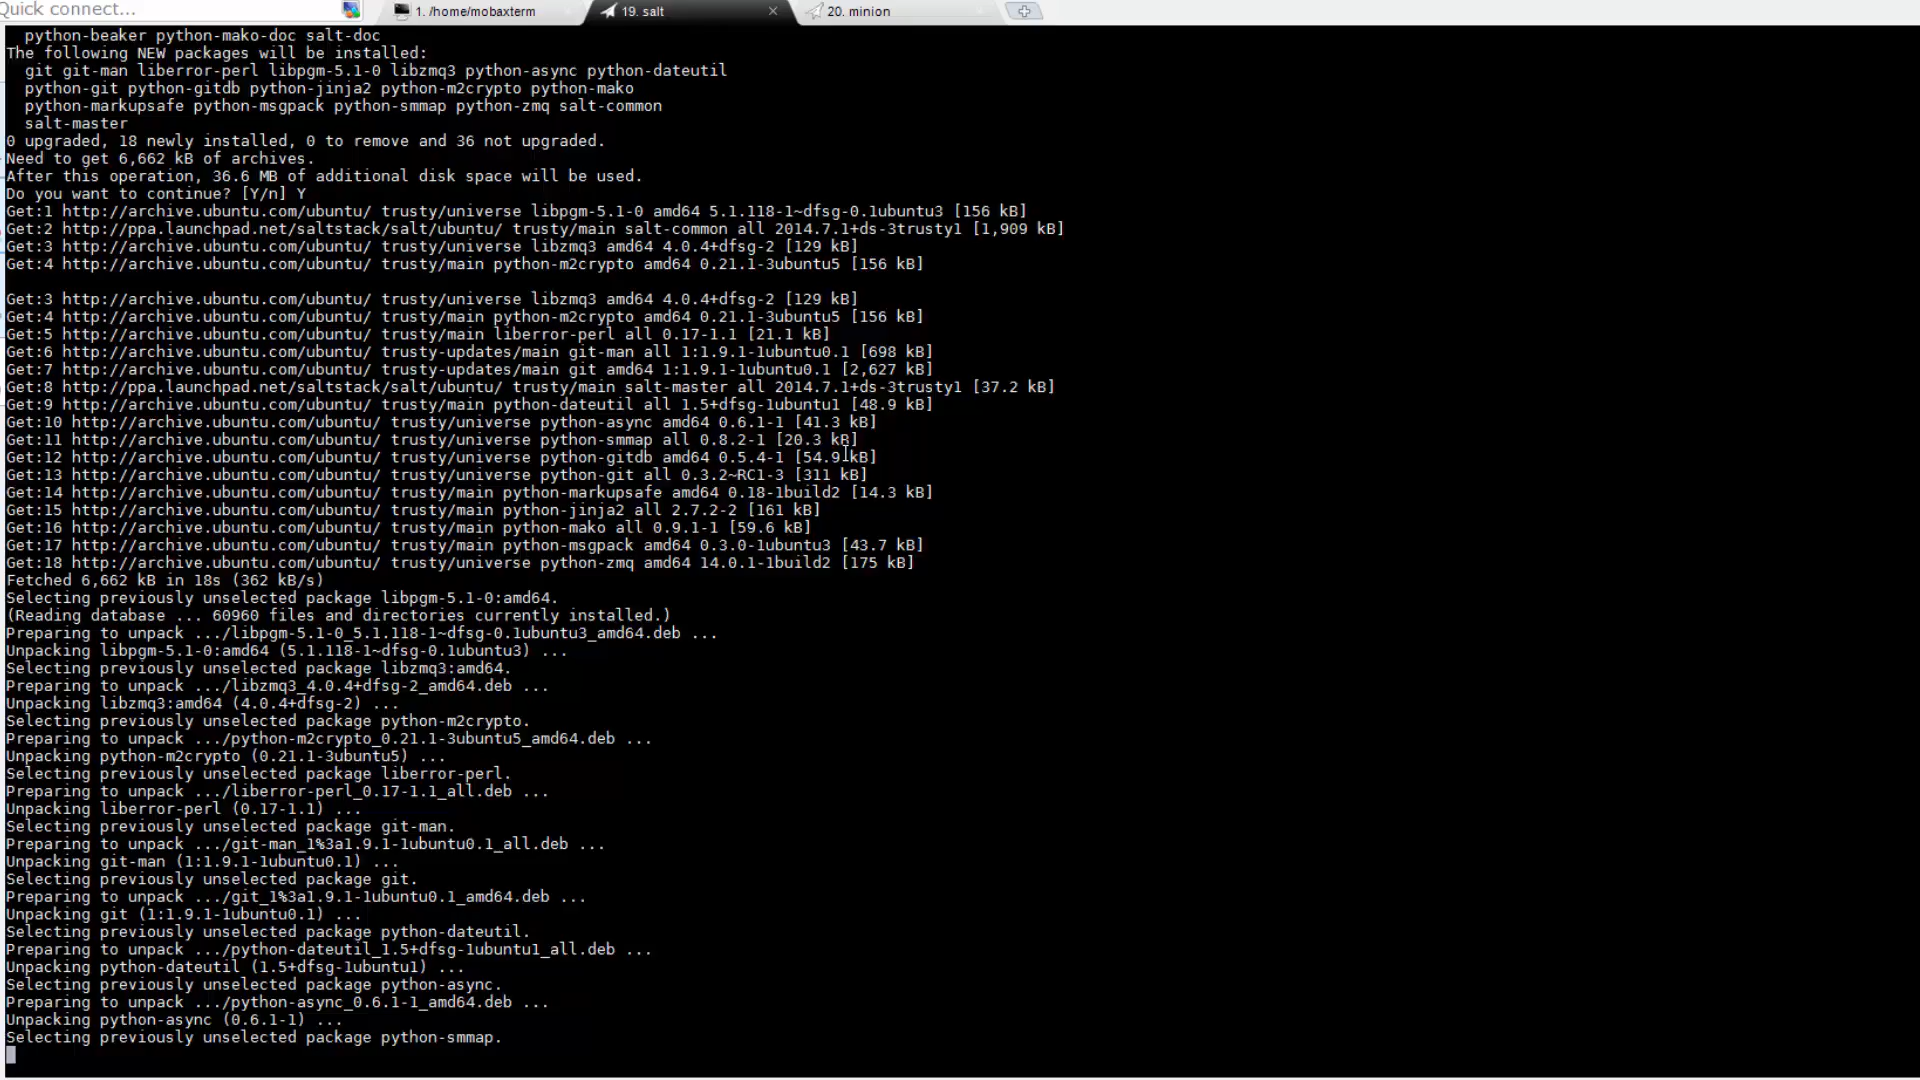 Quick connect...
1. /home/mobaxterm
19. salt
20. minion
python-beaker python-mako-doc salt-doc
The following NEW packages will be installed:
git git-man liberror-perl libpgm-5.1-0 libzmq3 python-async python-dateutil
python-git python-gitdb python-jinja2 python-m2crypto python-mako
python-markupsafe python-msgpack python-smmap python-zmq salt-common
salt-master
0 upgraded, 18 newly installed, 0 to remove and 36 not upgraded.
Need to get 6,662 kB of archives.
After this operation, 36.6 MB of additional disk space will be used.
Do you want to continue? [Y/n] Y
Get:1 http://archive.ubuntu.com/ubuntu/ trusty/universe libpgm-5.1-0 amd64 5.1.118-1~dfsg-0.1ubuntu3 [156 kB]
Get:2 http://ppa.launchpad.net/saltstack/salt/ubuntu/ trusty/main salt-common all 2014.7.1+ds-3trusty1 [1,909 kB]
Get:3 http://archive.ubuntu.com/ubuntu/ trusty/universe libzmq3 amd64 4.0.4+dfsg-2 [129 kB]
Get:4 http://archive.ubuntu.com/ubuntu/ trusty/main python-m2crypto amd64 0.21.1-3ubuntu5 [156 kB]
Get:3 http://archive.ubuntu.com/ubuntu/ trusty/universe libzmq3 amd64 4.0.4+dfsg-2 [129 kB]
Get:4 http://archive.ubuntu.com/ubuntu/ trusty/main python-m2crypto amd64 0.21.1-3ubuntu5 [156 kB]
Get:5 http://archive.ubuntu.com/ubuntu/ trusty/main liberror-perl all 0.17-1.1 [21.1 kB]
Get:6 http://archive.ubuntu.com/ubuntu/ trusty-updates/main git-man all 1:1.9.1-1ubuntu0.1 [698 kB]
Get:7 http://archive.ubuntu.com/ubuntu/ trusty-updates/main git amd64 1:1.9.1-1ubuntu0.1 [2,627 kB]
Get:8 http://ppa.launchpad.net/saltstack/salt/ubuntu/ trusty/main salt-master all 2014.7.1+ds-3trusty1 [37.2 kB]
Get:9 http://archive.ubuntu.com/ubuntu/ trusty/main python-dateutil all 1.5+dfsg-1ubuntu1 [48.9 kB]
Get:10 http://archive.ubuntu.com/ubuntu/ trusty/universe python-async amd64 0.6.1-1 [41.3 kB]
Get:11 http://archive.ubuntu.com/ubuntu/ trusty/universe python-smmap all 0.8.2-1 [20.3 kB]
Get:12 http://archive.ubuntu.com/ubuntu/ trusty/universe python-gitdb amd64 0.5.4-1 [54.9 kB]
Get:13 http://archive.ubuntu.com/ubuntu/ trusty/universe python-git all 0.3.2~RC1-3 [311 kB]
Get:14 http://archive.ubuntu.com/ubuntu/ trusty/main python-markupsafe amd64 0.18-1build2 [14.3 kB]
Get:15 http://archive.ubuntu.com/ubuntu/ trusty/main python-jinja2 all 2.7.2-2 [161 kB]
Get:16 http://archive.ubuntu.com/ubuntu/ trusty/main python-mako all 0.9.1-1 [59.6 kB]
Get:17 http://archive.ubuntu.com/ubuntu/ trusty/main python-msgpack amd64 0.3.0-1ubuntu3 [43.7 kB]
Get:18 http://archive.ubuntu.com/ubuntu/ trusty/universe python-zmq amd64 14.0.1-1build2 [175 kB]
Fetched 6,662 kB in 18s (362 kB/s)
Selecting previously unselected package libpgm-5.1-0:amd64.
(Reading database ... 60960 files and directories currently installed.)
Preparing to unpack .../libpgm-5.1-0_5.1.118-1~dfsg-0.1ubuntu3_amd64.deb ...
Unpacking libpgm-5.1-0:amd64 (5.1.118-1~dfsg-0.1ubuntu3) ...
Selecting previously unselected package libzmq3:amd64.
Preparing to unpack .../libzmq3_4.0.4+dfsg-2_amd64.deb ...
Unpacking libzmq3:amd64 (4.0.4+dfsg-2) ...
Selecting previously unselected package python-m2crypto.
Preparing to unpack .../python-m2crypto_0.21.1-3ubuntu5_amd64.deb ...
Unpacking python-m2crypto (0.21.1-3ubuntu5) ...
Selecting previously unselected package liberror-perl.
Preparing to unpack .../liberror-perl_0.17-1.1_all.deb ...
Unpacking liberror-perl (0.17-1.1) ...
Selecting previously unselected package git-man.
Preparing to unpack .../git-man_1%3a1.9.1-1ubuntu0.1_all.deb ...
Unpacking git-man (1:1.9.1-1ubuntu0.1) ...
Selecting previously unselected package git.
Preparing to unpack .../git_1%3a1.9.1-1ubuntu0.1_amd64.deb ...
Unpacking git (1:1.9.1-1ubuntu0.1) ...
Selecting previously unselected package python-dateutil.
Preparing to unpack .../python-dateutil_1.5+dfsg-1ubuntu1_all.deb ...
Unpacking python-dateutil (1.5+dfsg-1ubuntu1) ...
Selecting previously unselected package python-async.
Preparing to unpack .../python-async_0.6.1-1_amd64.deb ...
Unpacking python-async (0.6.1-1) ...
Selecting previously unselected package python-smmap.